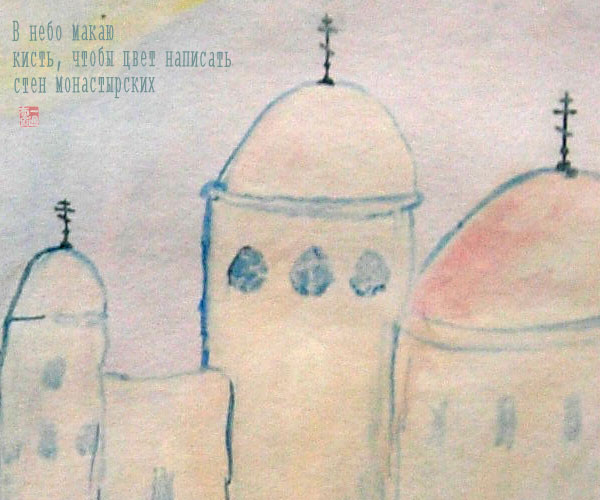 В небо макаю
кисть, чтобы цвет написать
стен монастырских